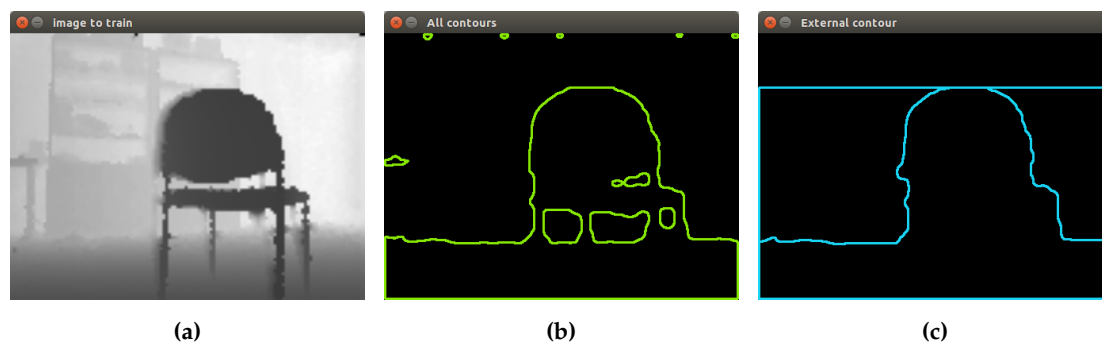 image to train
All contours
External contour
(a)
(b)
(c)